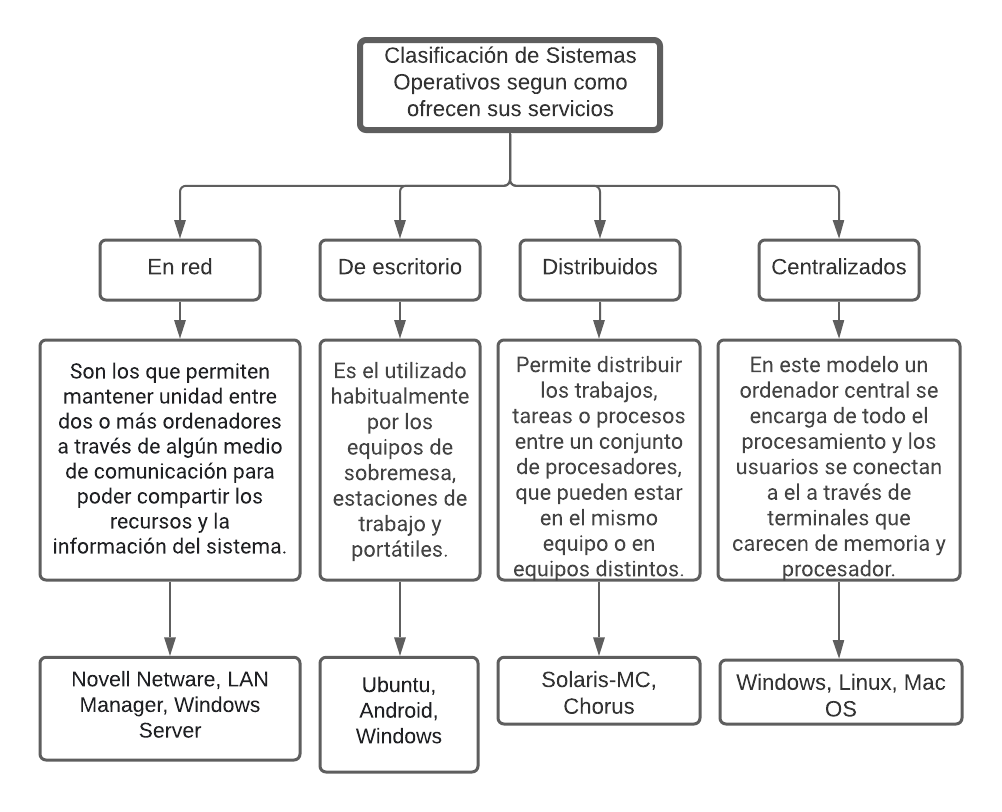 Clasificación de Sistemas
Operativos segun como
ofrecen sus servicios
En red
De escritorio
Distribuidos
Centralizados
Son los que permiten
mantener unidad entre
dos o más ordenadores
a través de algún medio
de comunicación para
poder compartir los
recursos y la
información del sistema.
Es el utilizado
habitualmente
por los
equipos de
sobremesa,
estaciones de
trabajo y
portátiles.
Permite distribuir
los trabajos,
tareas o procesos
entre un conjunto
de procesadores,
que pueden estar
en el mismo
equipo o en
equipos distintos.
En este modelo un
ordenador central se
encarga de todo el
procesamiento y los
usuarios se conectan
a el a través de
terminales que
carecen de memoria y
procesador.
Novell Netware, LAN
Manager, Windows
Server
Ubuntu,
Android,
Windows
Solaris-MC,
Chorus
Windows, Linux, Mac
OS